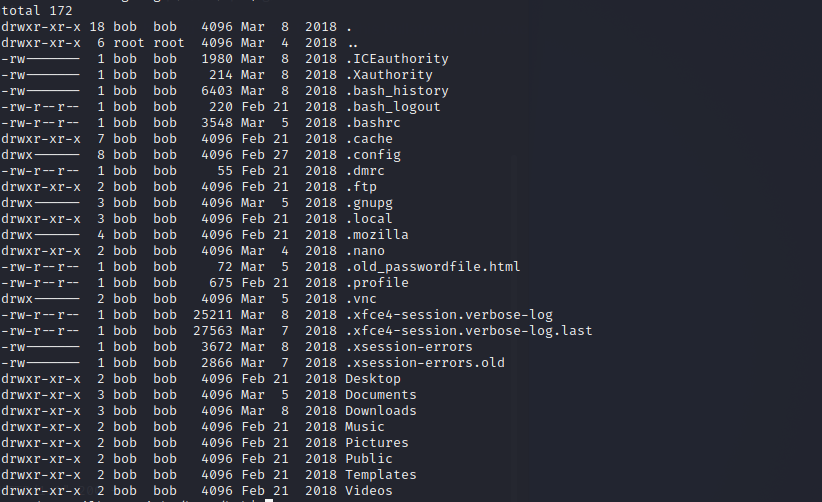 total 172
drwxr-xr-x 18 bob  bob   4096 Mar  8  2018 .
drwxr-xr-x  6 root root  4096 Mar  4  2018 ..
-rw-------  1 bob  bob   1980 Mar  8  2018 .ICEauthority
-rw-------  1 bob  bob    214 Mar  8  2018 .Xauthority
-rw-------  1 bob  bob   6403 Mar  8  2018 .bash_history
-rw-r--r--  1 bob  bob    220 Feb 21  2018 .bash_logout
-rw-r--r--  1 bob  bob   3548 Mar  5  2018 .bashrc
drwxr-xr-x  7 bob  bob   4096 Feb 21  2018 .cache
drwx------  8 bob  bob   4096 Feb 27  2018 .config
-rw-r--r--  1 bob  bob     55 Feb 21  2018 .dmrc
drwxr-xr-x  2 bob  bob   4096 Feb 21  2018 .ftp
drwx------  3 bob  bob   4096 Mar  5  2018 .gnupg
drwxr-xr-x  3 bob  bob   4096 Feb 21  2018 .local
drwx------  4 bob  bob   4096 Feb 21  2018 .mozilla
drwxr-xr-x  2 bob  bob   4096 Mar  4  2018 .nano
-rw-r--r--  1 bob  bob     72 Mar  5  2018 .old_passwordfile.html
-rw-r--r--  1 bob  bob    675 Feb 21  2018 .profile
drwx------  2 bob  bob   4096 Mar  5  2018 .vnc
-rw-r--r--  1 bob  bob  25211 Mar  8  2018 .xfce4-session.verbose-log
-rw-r--r--  1 bob  bob  27563 Mar  7  2018 .xfce4-session.verbose-log.last
-rw-------  1 bob  bob   3672 Mar  8  2018 .xsession-errors
-rw-------  1 bob  bob   2866 Mar  7  2018 .xsession-errors.old
drwxr-xr-x  2 bob  bob   4096 Feb 21  2018 Desktop
drwxr-xr-x  3 bob  bob   4096 Mar  5  2018 Documents
drwxr-xr-x  3 bob  bob   4096 Mar  8  2018 Downloads
drwxr-xr-x  2 bob  bob   4096 Feb 21  2018 Music
drwxr-xr-x  2 bob  bob   4096 Feb 21  2018 Pictures
drwxr-xr-x  2 bob  bob   4096 Feb 21  2018 Public
drwxr-xr-x  2 bob  bob   4096 Feb 21  2018 Templates
drwxr-xr-x  2 bob  bob   4096 Feb 21  2018 Videos